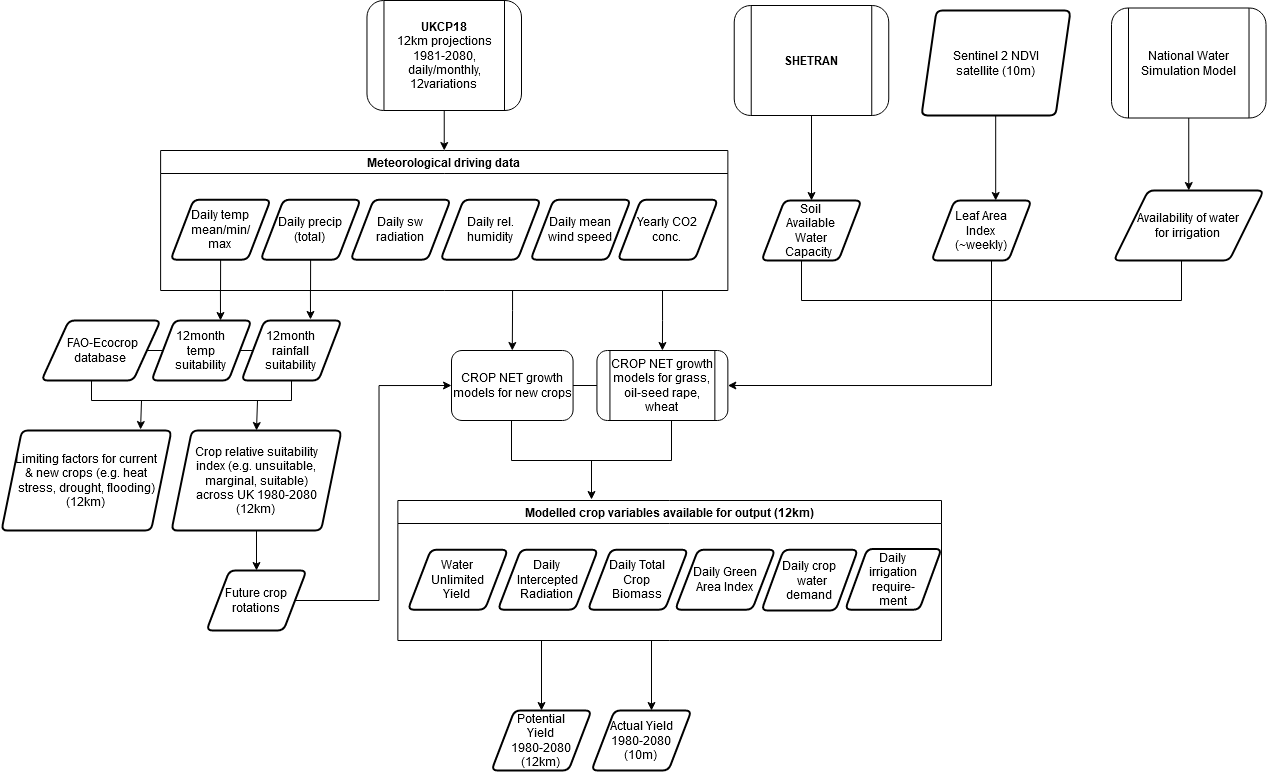 UKCP18
12km projections
1981-2080,
daily/monthly,
12variations
SHETRAN
Sentinel 2 NDVI
satellite (10m)
National Water
Simulation Model
Meteorological driving data
Daily temp
mean/min/
max
Daily precip
(total)
Daily sw
radiation
Daily rel.
humidity
Daily mean
wind speed
Yearly CO2
conc.
Soil
Available
Water
Capacity
Leaf Area
Index
(~weekly)
Availability of water
for irrigation
FAO-Ecocrop
database
12month
temp
suitability
12month
rainfall
suitability
CROP NET growth
models for new crops
CROP NET growth
models for grass,
oil-seed rape,
wheat
Limiting factors for current
& new crops (e.g. heat
stress, drought, flooding)
(12km)
Crop relative suitability
index (e.g. unsuitable,
marginal, suitable)
across UK 1980-2080
(12km)
Future crop
rotations
Modelled crop variables available for output (12km)
Water
Unlimited
Yield
Daily
Intercepted
Radiation
Daily Total
Crop
Biomass
Daily Green
Area Index
Daily crop
water
demand
Daily
irrigation
require-
ment
Potential
Yield
1980-2080
(12km)
Actual Yield
1980-2080
(10m)